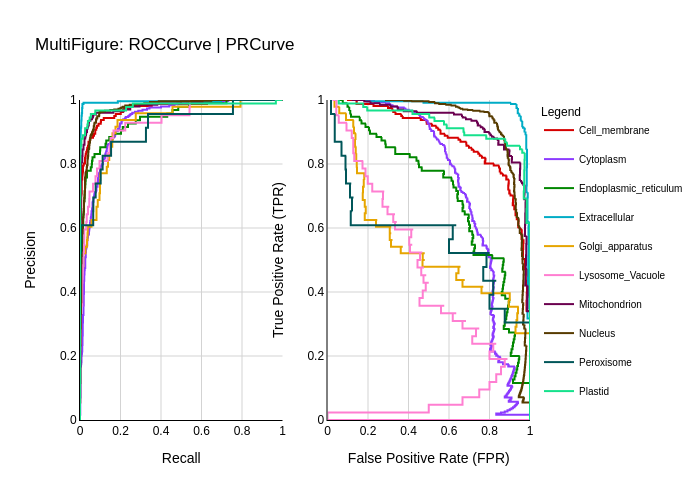 MultiFigure: ROCCurve | PRCurve
Precision
1
0.8
0.6
0.4
0.2
0
0 0.2 0.4 0.6 0.8 1
Recall
True Positive Rate (TPR)
1
0.8
0.6
0.4
0.2
0
0 0.2 0.4 0.6 0.8 1
False Positive Rate (FPR)
Legend
Cell_membrane
Cytoplasm
Endoplasmic_reticulum
Extracellular
Golgi_apparatus
Lysosome_Vacuole
Mitochondrion
Nucleus
Peroxisome
Plastid